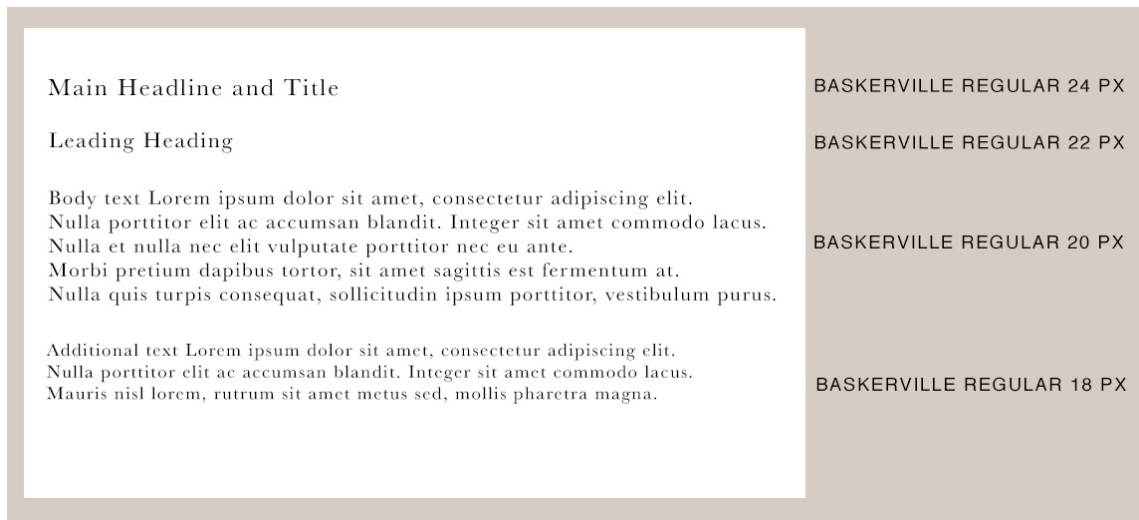 Main Headline and Title
BASKERVILLE REGULAR 24 PX
Leading Heading
BASKERVILLE REGULAR 22 PX
Body text Lorem ipsum dolor sit amet, consectetur adipiscing elit.
Nulla porttitor elit ac accumsan blandit. Integer sit amet commodo lacus.
Nulla et nulla nec elit vulputate porttitor nec eu ante.
Morbi pretium dapibus tortor, sit amet sagittis est fermentum at.
Nulla quis turpis consequat, sollicitudin ipsum porttitor, vestibulum purus.
BASKERVILLE REGULAR 20 PX
Additional text Lorem ipsum dolor sit amet, consectetur adipiscing elit.
Nulla porttitor elit ac accumsan blandit. Integer sit amet commodo lacus.
Mauris nisl lorem, rutrum sit amet metus sed, mollis pharetra magna.
BASKERVILLE REGULAR 18 PX